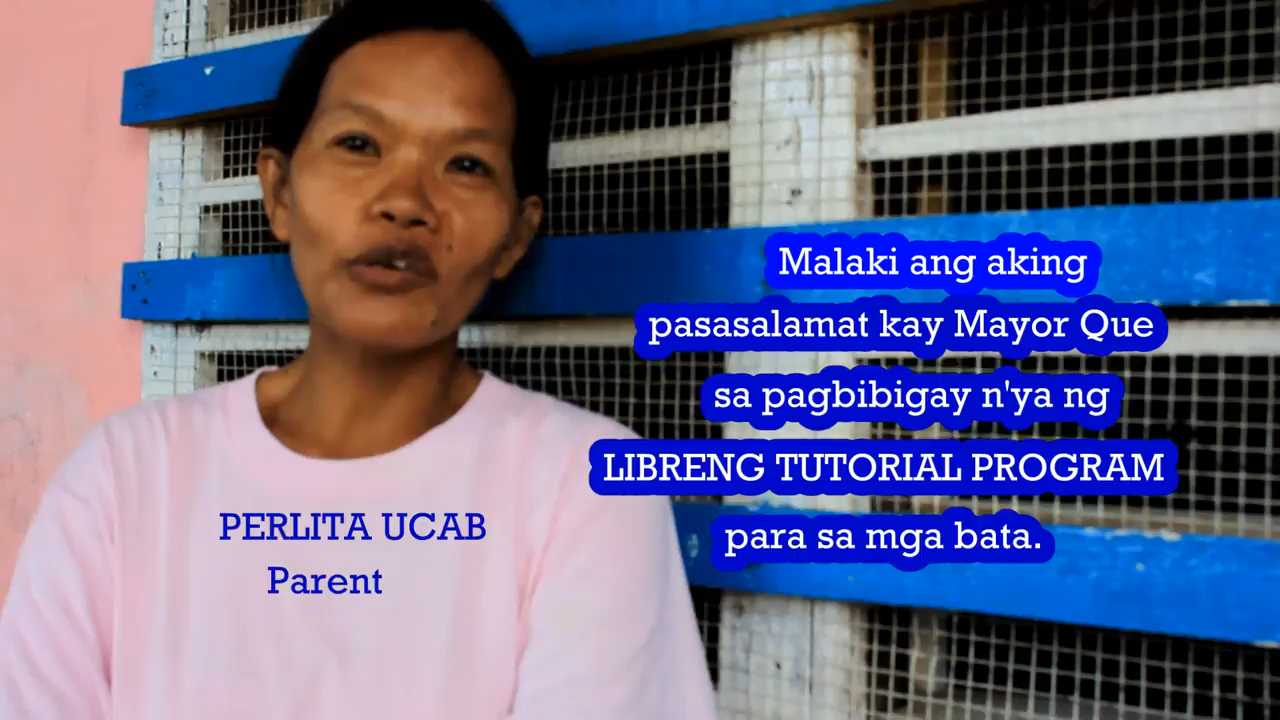 Malaki ang aking
pasasalamat kay Mayor Que
sa pagbibigay n'ya ng
LIBRENG TUTORIAL PROGRAM
para sa mga bata.
PERLITA UCAB
Parent